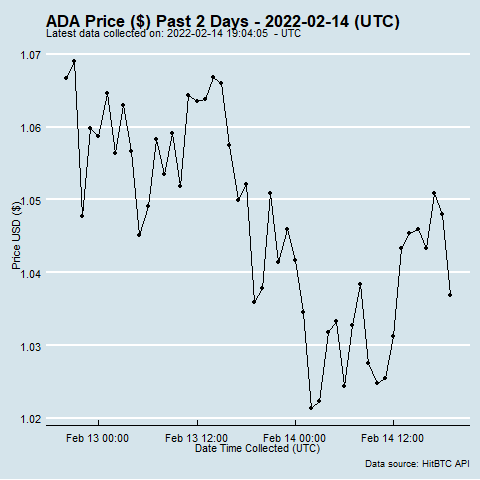 ADA Price ($) Past 2 Days - 2022-02-14 (UTC)
Latest data collected on: 2022-02-14 19:04:05 - UTC
1.07
1.06
1.05
1.04
1.03
1.02
Price USD ($)
Feb 13 00:00 Feb 13 12:00 Feb 14 00:00 Feb 14 12:00
Date Time Collected (UTC)
Data source: HitBTC API